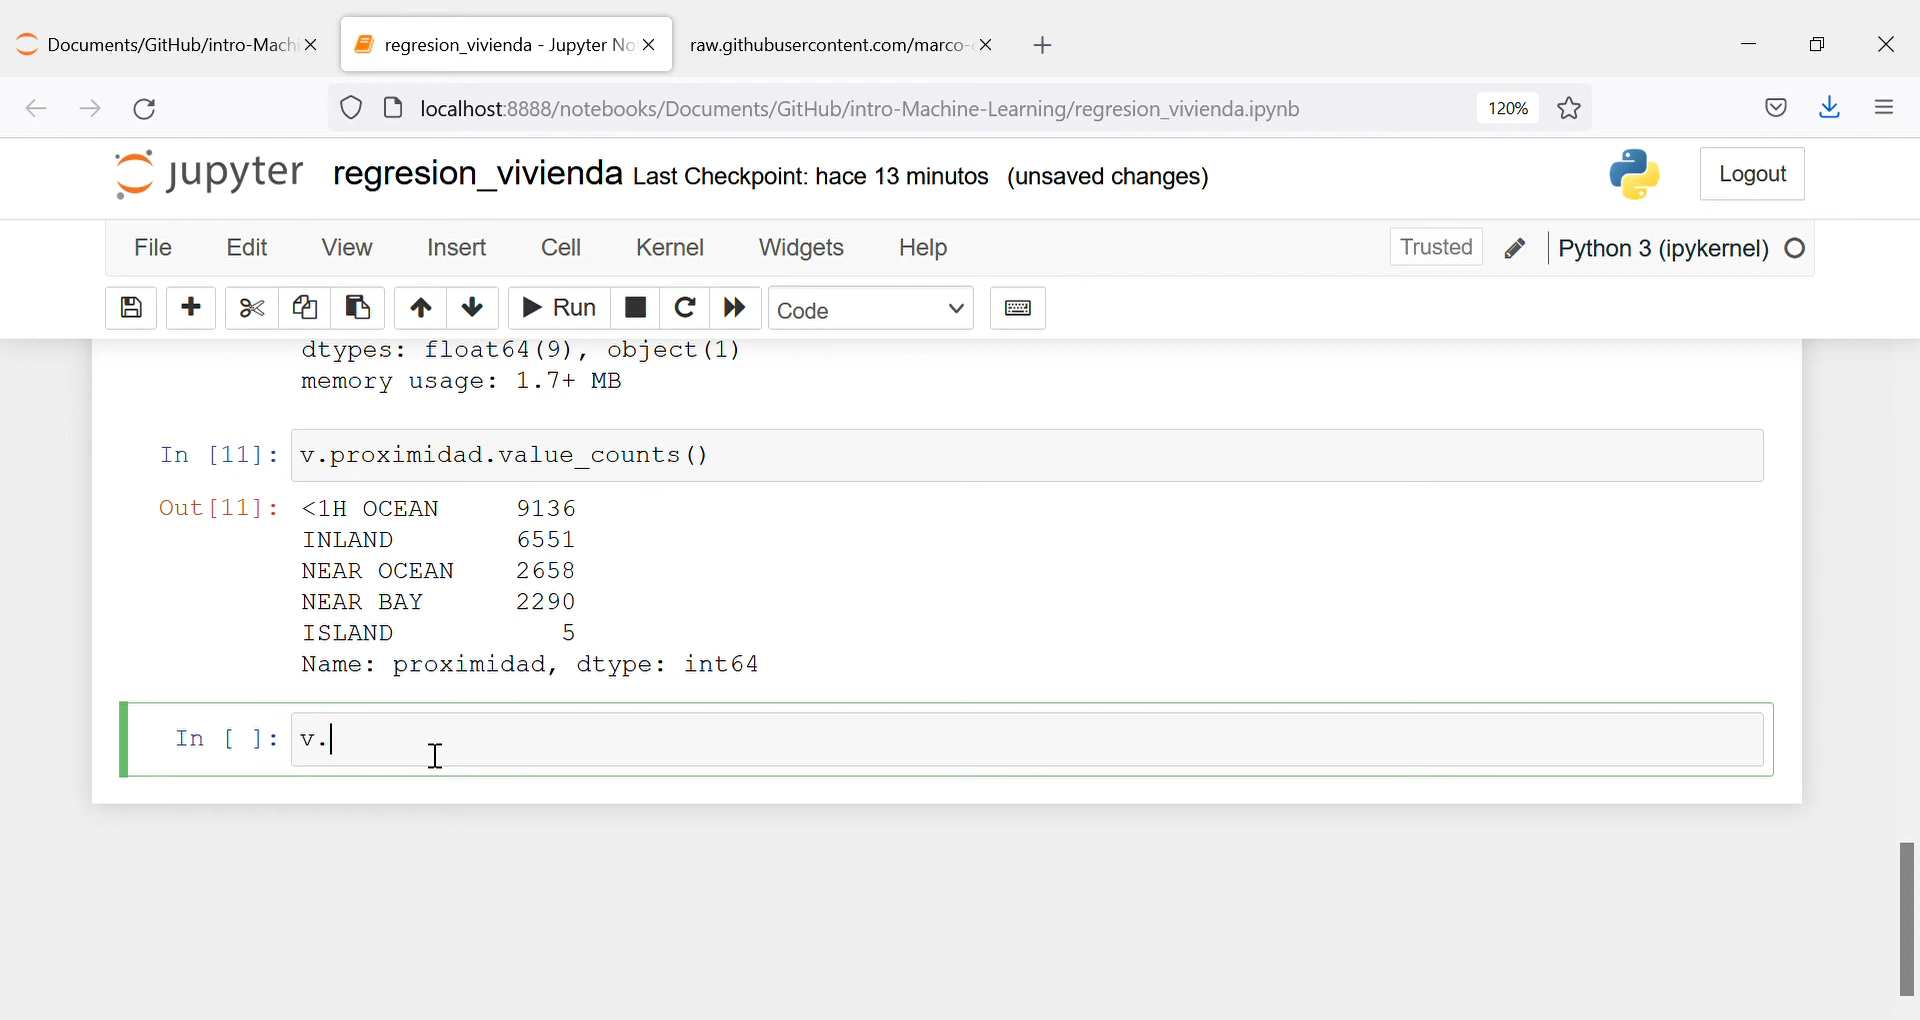 Documents/GitHub/intro-Machi
regresion_vivienda - Jupyter No
raw.githubusercontent.com/marco-
localhost:8888/notebooks/Documents/GitHub/intro-Machine-Learning/regresion_vivienda.ipynb
120%
jupyter
regresion_vivienda Last Checkpoint: hace 13 minutos (unsaved changes)
Logout
File Edit View Insert Cell Kernel Widgets Help
Trusted
Python 3 (ipykernel)
Run
Code
dtypes: float64(9), object(1)
memory usage: 1.7+ MB
In [11]: v.proximidad.value_counts()
Out[11]: <1H OCEAN 9136
INLAND 6551
NEAR OCEAN 2658
NEAR BAY 2290
ISLAND 5
Name: proximidad, dtype: int64
In [ ]: v.